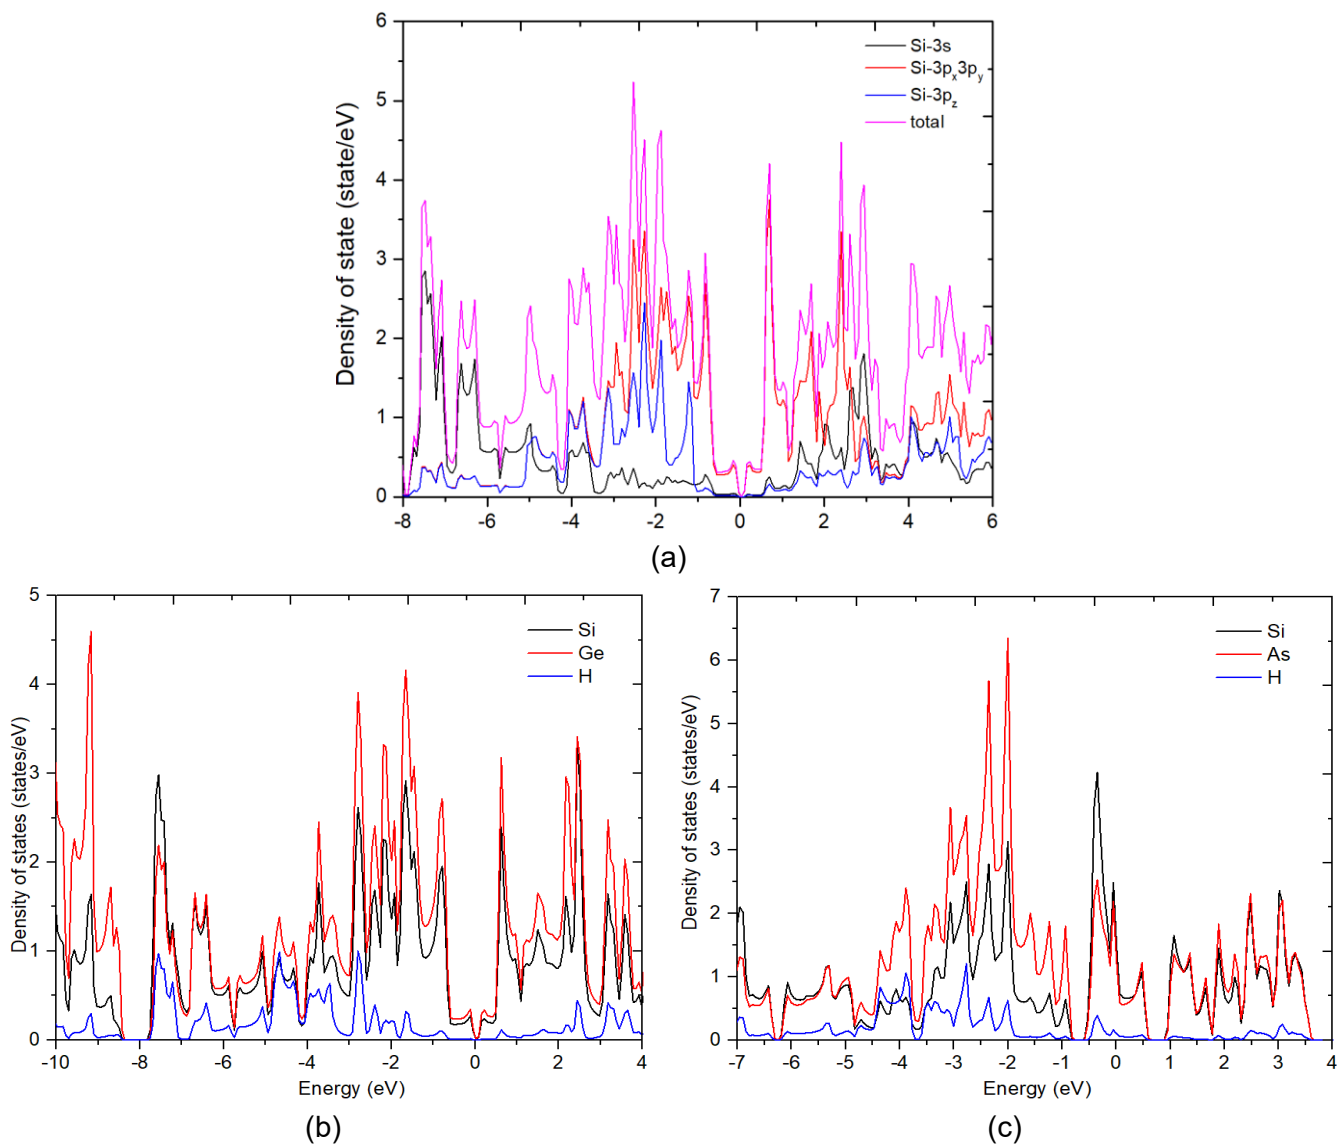 6
5
4
3
2
1
0
Density of state (state/eV)
Si-3s
Si-3pₓ3p_y
Si-3p_z
total
-8 -6 -4 -2 0 2 4 6
(a)
5
4
3
2
1
0
Density of states (states/eV)
Si
Ge
H
-10 -8 -6 -4 -2 0 2 4
Energy (eV)
(b)
7
6
5
4
3
2
1
0
Density of states (states/eV)
Si
As
H
-7 -6 -5 -4 -3 -2 -1 0 1 2 3 4
Energy (eV)
(c)